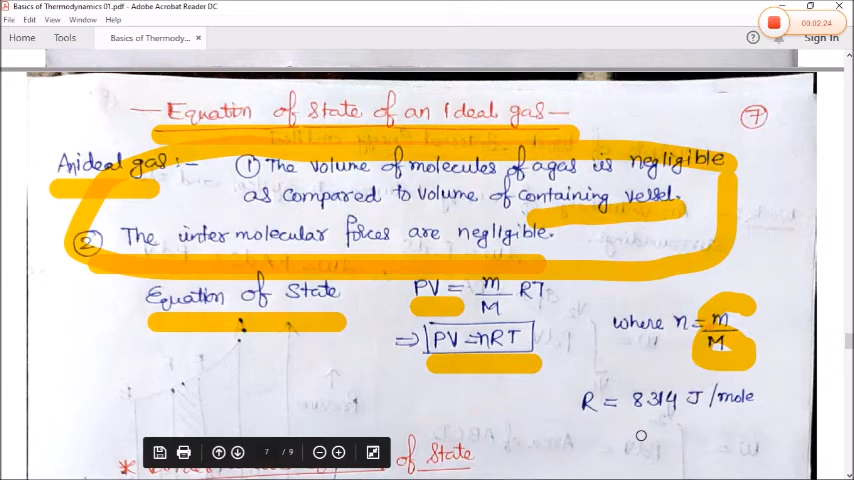 Basics of Thermodynamics 01.pdf - Adobe Acrobat Reader DC
File Edit View Window Help
00:02:24
Home Tools Basics of Thermody... × Sign In
— Equation of State of an Ideal gas —
7
An ideal gas :- ① The volume of molecules of a gas is negligible
as compared to volume of containing vessel.
② The inter molecular forces are negligible.
Equation of State PV = m/M RT
where n = m/M
⇒ PV = nRT
R = 8.314 J/mole
7 / 9
of State